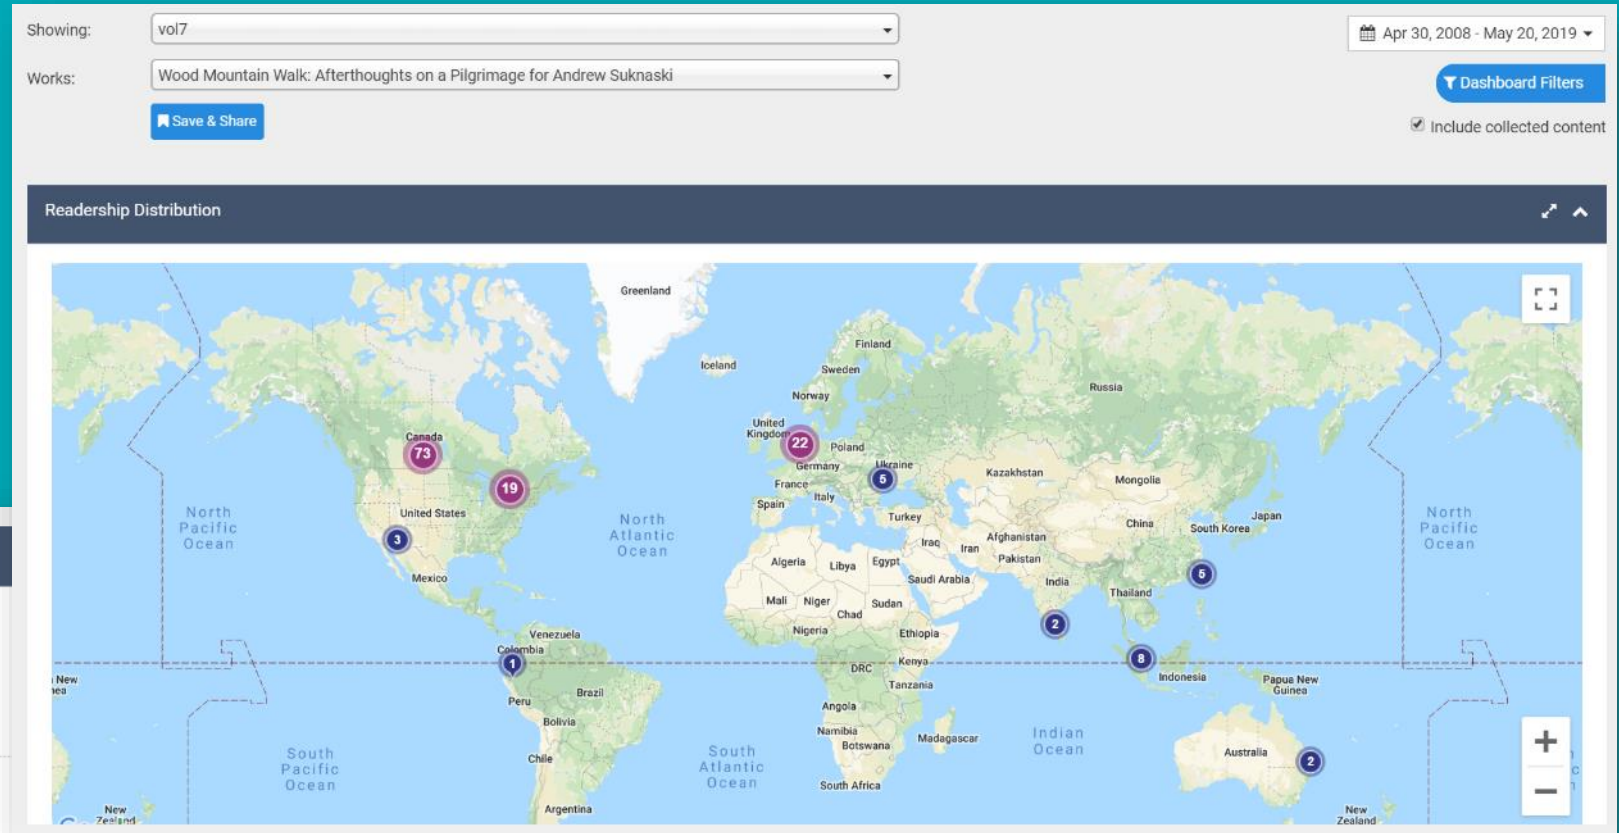 Showing:
vol7
Apr 30, 2008 - May 20, 2019
Works:
Wood Mountain Walk: Afterthoughts on a Pilgrimage for Andrew Suknaski
Dashboard Filters
Save & Share
Include collected content
Readership Distribution
Greenland
Iceland
Finland
Sweden
Norway
Russia
United
Kingdom
Canada
73
22
Poland
Germany
Ukraine
5
Kazakhstan
Mongolia
19
France
Italy
Spain
Turkey
United States
North
Pacific
Ocean
North
Atlantic
Ocean
China
South Korea
Japan
North
Pacific
Ocean
3
Iraq
Iran
Afghanistan
Pakistan
Algeria
Libya
Egypt
Saudi Arabia
Mexico
India
Thailand
5
Mali
Niger
Chad
Sudan
Nigeria
Ethiopia
2
Venezuela
Colombia
1
DRC
Kenya
8
Indonesia
Papua New
Guinea
New
Peru
Brazil
Tanzania
Angola
Bolivia
Namibia
Botswana
Madagascar
Indian
Ocean
Australia
2
South
Pacific
Ocean
Chile
South
Atlantic
Ocean
South Africa
Argentina
New
Zealand
New
Zealand